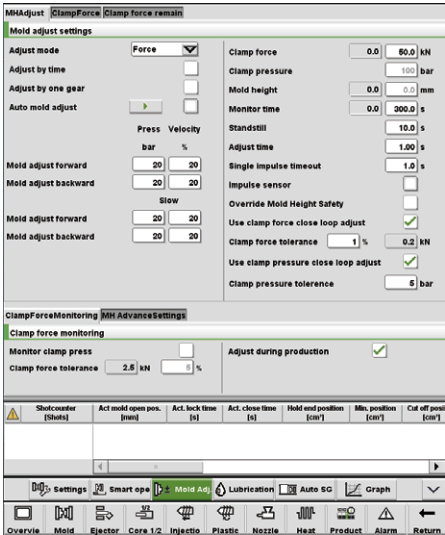 MHAdjust ClampForce Clamp force remain
Mold adjust settings
Adjust mode Force
Adjust by time
Adjust by one gear
Auto mold adjust
Press Velocity
bar %
Mold adjust forward 20 20
Mold adjust backward 20 20
Slow
Mold adjust forward 20 20
Mold adjust backward 20 20
Clamp force 0.0 50.0 kN
Clamp pressure 100 bar
Mold height 0.0 0.0 mm
Monitor time 0.0 300.0 s
Standstill 10.0 s
Adjust time 1.00 s
Single impulse timeout 1.0 s
Impulse sensor
Override Mold Height Safety
Use clamp force close loop adjust
Clamp force tolerance 1 % 0.2 kN
Use clamp pressure close loop adjust
Clamp pressure tolerence 5 bar
ClampForceMonitoring MH AdvanceSettings
Clamp force monitoring
Monitor clamp press
Clamp force tolerance 2.5 kN 5 %
Adjust during production
Shotcounter Act mold open pos. Act. lock time Act. close time Hold end position Min. position Cut off posi
[Shots] [mm] [s] [s] [cm³] [cm³] [cm³]
Settings Smart ope Mold Adj Lubrication Auto SG Graph
Overvie Mold Ejector Core 1/2 Injectio Plastic Nozzle Heat Product Alarm Return